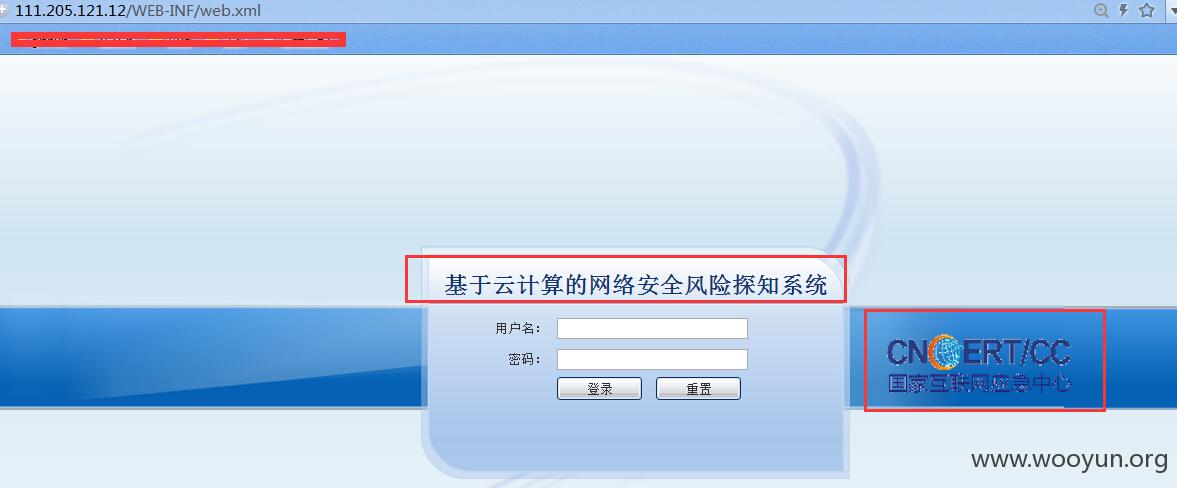 111.205.121.12/WEB-INF/web.xml
基于云计算的网络安全风险探知系统
用户名：
密码：
登录 重置
CNCERT/CC
国家互联网应急中心
www.wooyun.org